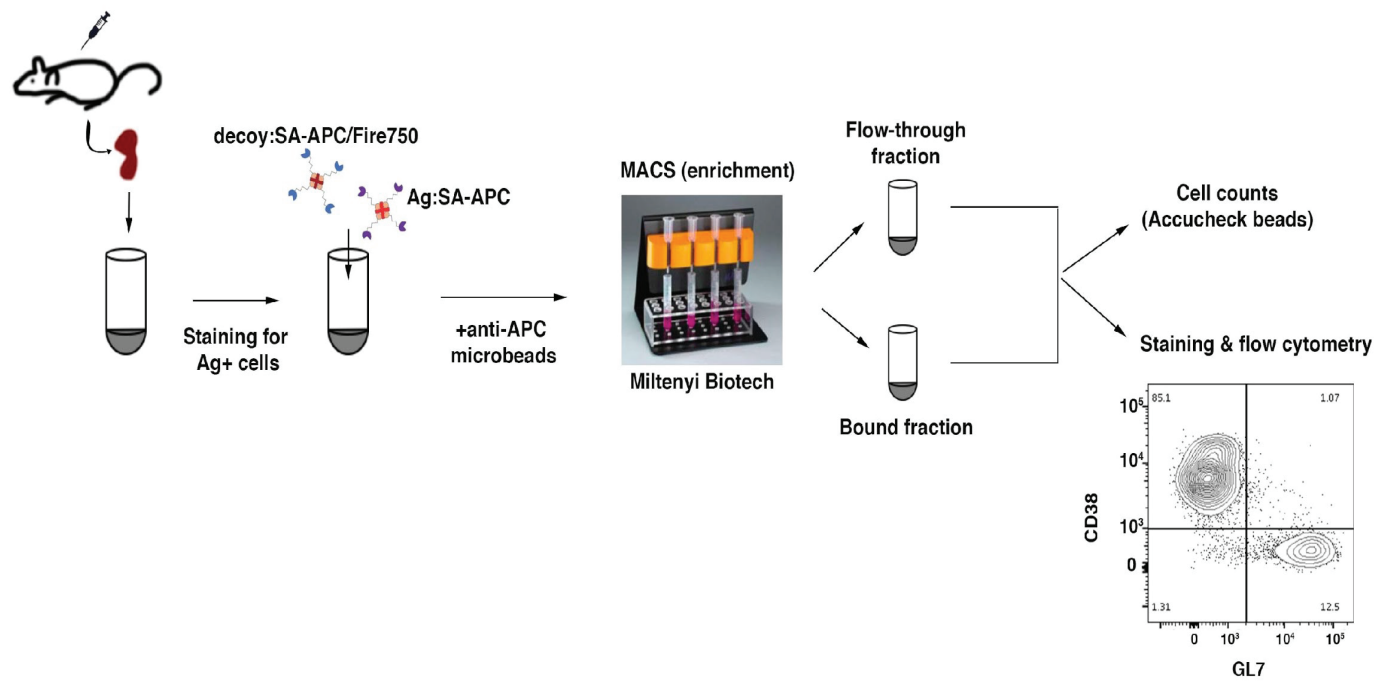 decoy:SA-APC/Fire750
Ag:SA-APC
Staining for
Ag+ cells
+anti-APC
microbeads
MACS (enrichment)
Miltenyi Biotech
Flow-through
fraction
Bound fraction
Cell counts
(Accucheck beads)
Staining & flow cytometry
85.1
1.07
10⁵
10⁴
10³
0
CD38
1.31
12.5
0
10³
10⁴
10⁵
GL7